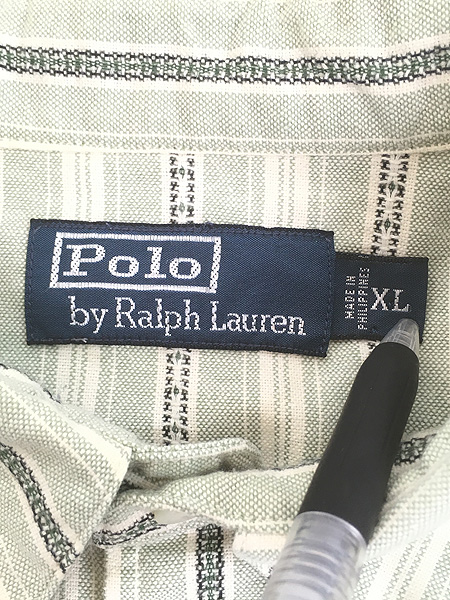 Polo
by Ralph Lauren
MADE IN
PHILIPPINES
XL